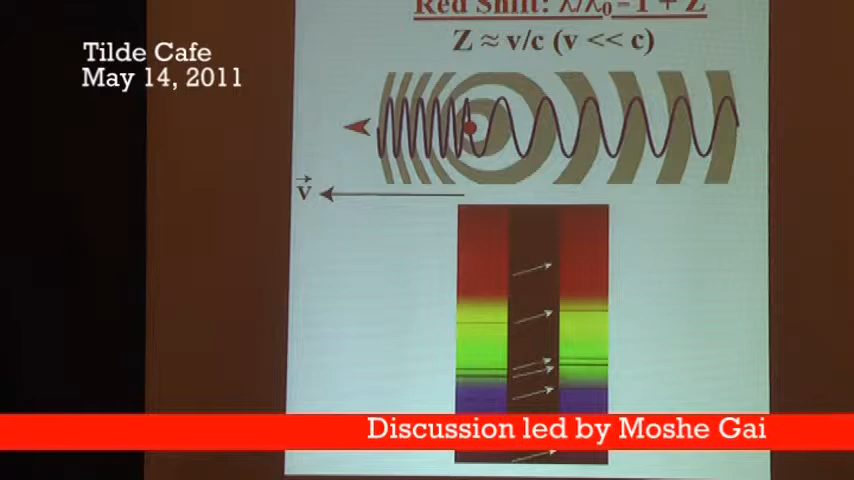 Red Shift: λ/λ₀ = 1 + Z
Z ≈ v/c (v << c)
Tilde Cafe
May 14, 2011
v
Discussion led by Moshe Gai